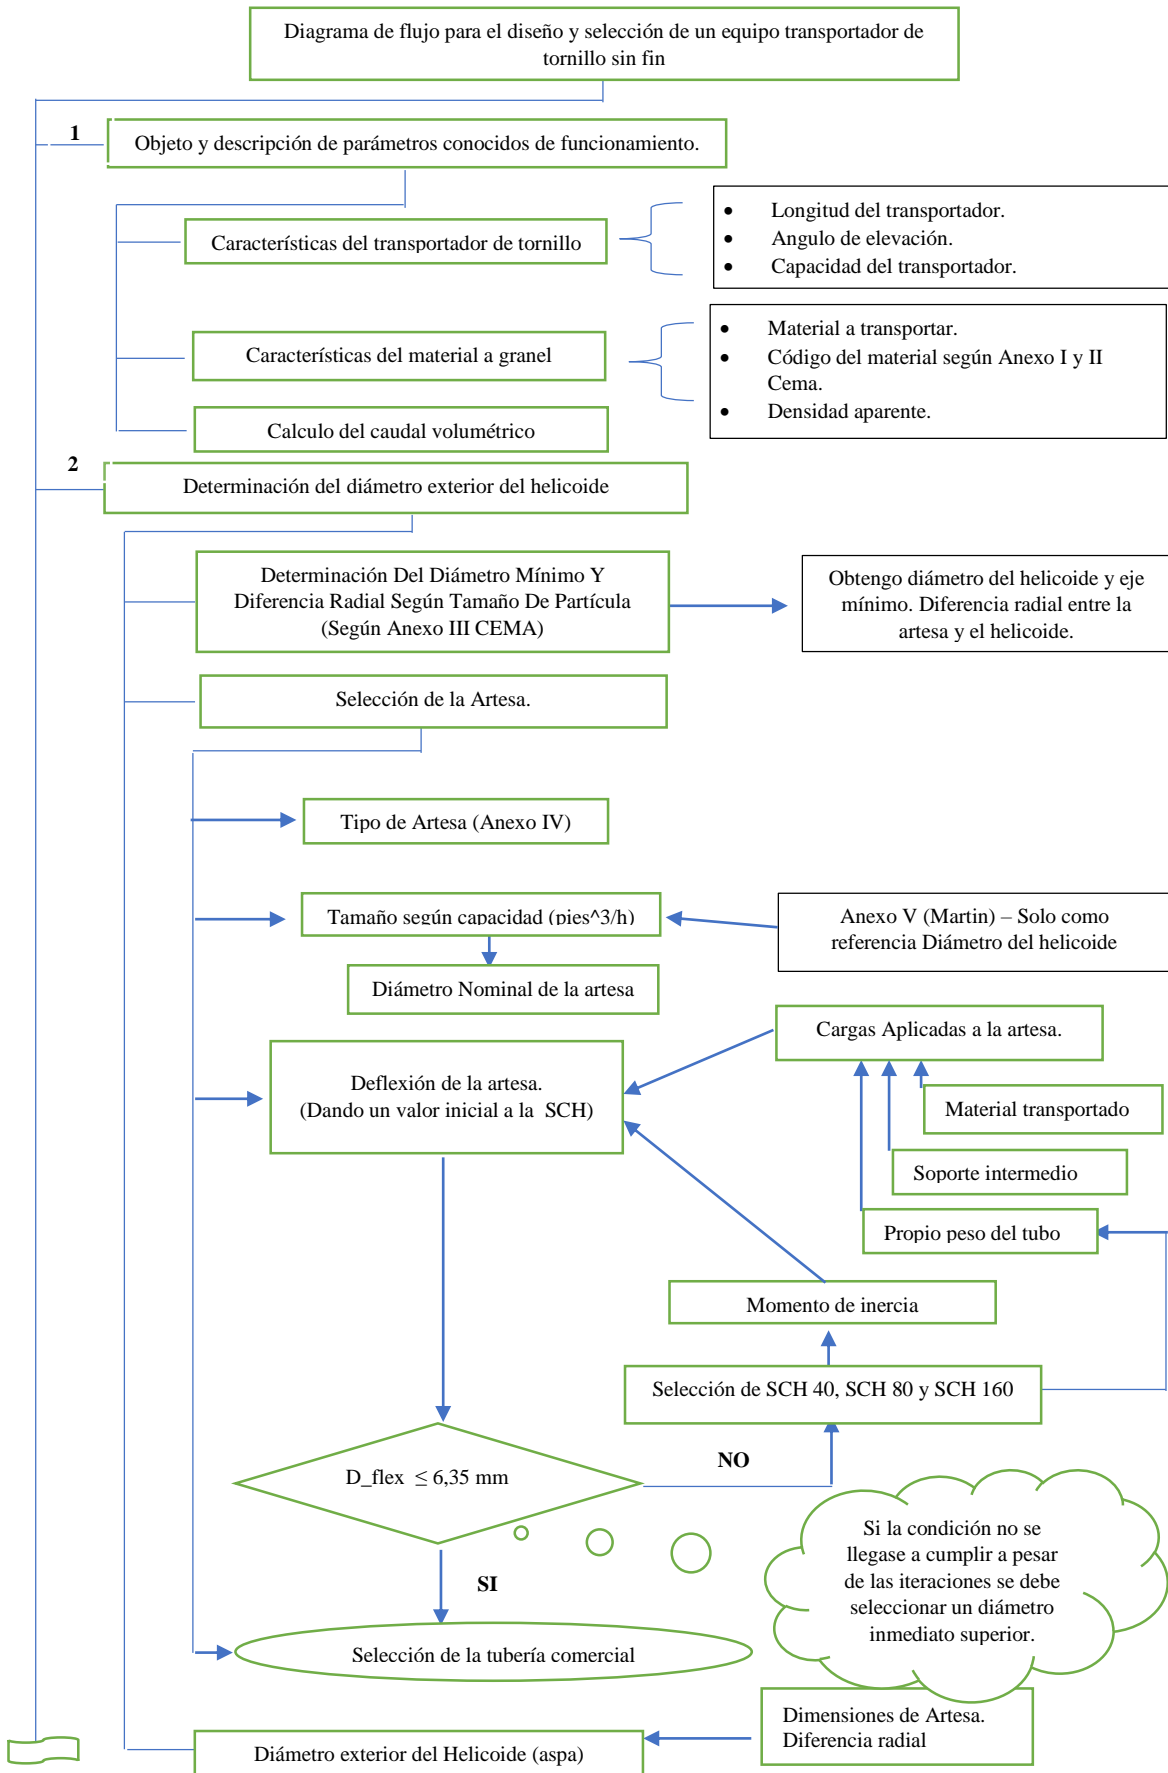 Diagrama de flujo para el diseño y selección de un equipo transportador de
tornillo sin fin
1
Objeto y descripción de parámetros conocidos de funcionamiento.
Características del transportador de tornillo
• Longitud del transportador.
• Angulo de elevación.
• Capacidad del transportador.
Características del material a granel
• Material a transportar.
• Código del material según Anexo I y II
Cema.
• Densidad aparente.
Calculo del caudal volumétrico
2
Determinación del diámetro exterior del helicoide
Determinación Del Diámetro Mínimo Y
Diferencia Radial Según Tamaño De Partícula
(Según Anexo III CEMA)
Obtengo diámetro del helicoide y eje
mínimo. Diferencia radial entre la
artesa y el helicoide.
Selección de la Artesa.
Tipo de Artesa (Anexo IV)
Tamaño según capacidad (pies^3/h)
Anexo V (Martin) – Solo como
referencia Diámetro del helicoide
Diámetro Nominal de la artesa
Cargas Aplicadas a la artesa.
Deflexión de la artesa.
(Dando un valor inicial a la SCH)
Material transportado
Soporte intermedio
Propio peso del tubo
Momento de inercia
Selección de SCH 40, SCH 80 y SCH 160
D_flex ≤ 6,35 mm
NO
SI
Si la condición no se
llegase a cumplir a pesar
de las iteraciones se debe
seleccionar un diámetro
inmediato superior.
Selección de la tubería comercial
Dimensiones de Artesa.
Diferencia radial
Diámetro exterior del Helicoide (aspa)